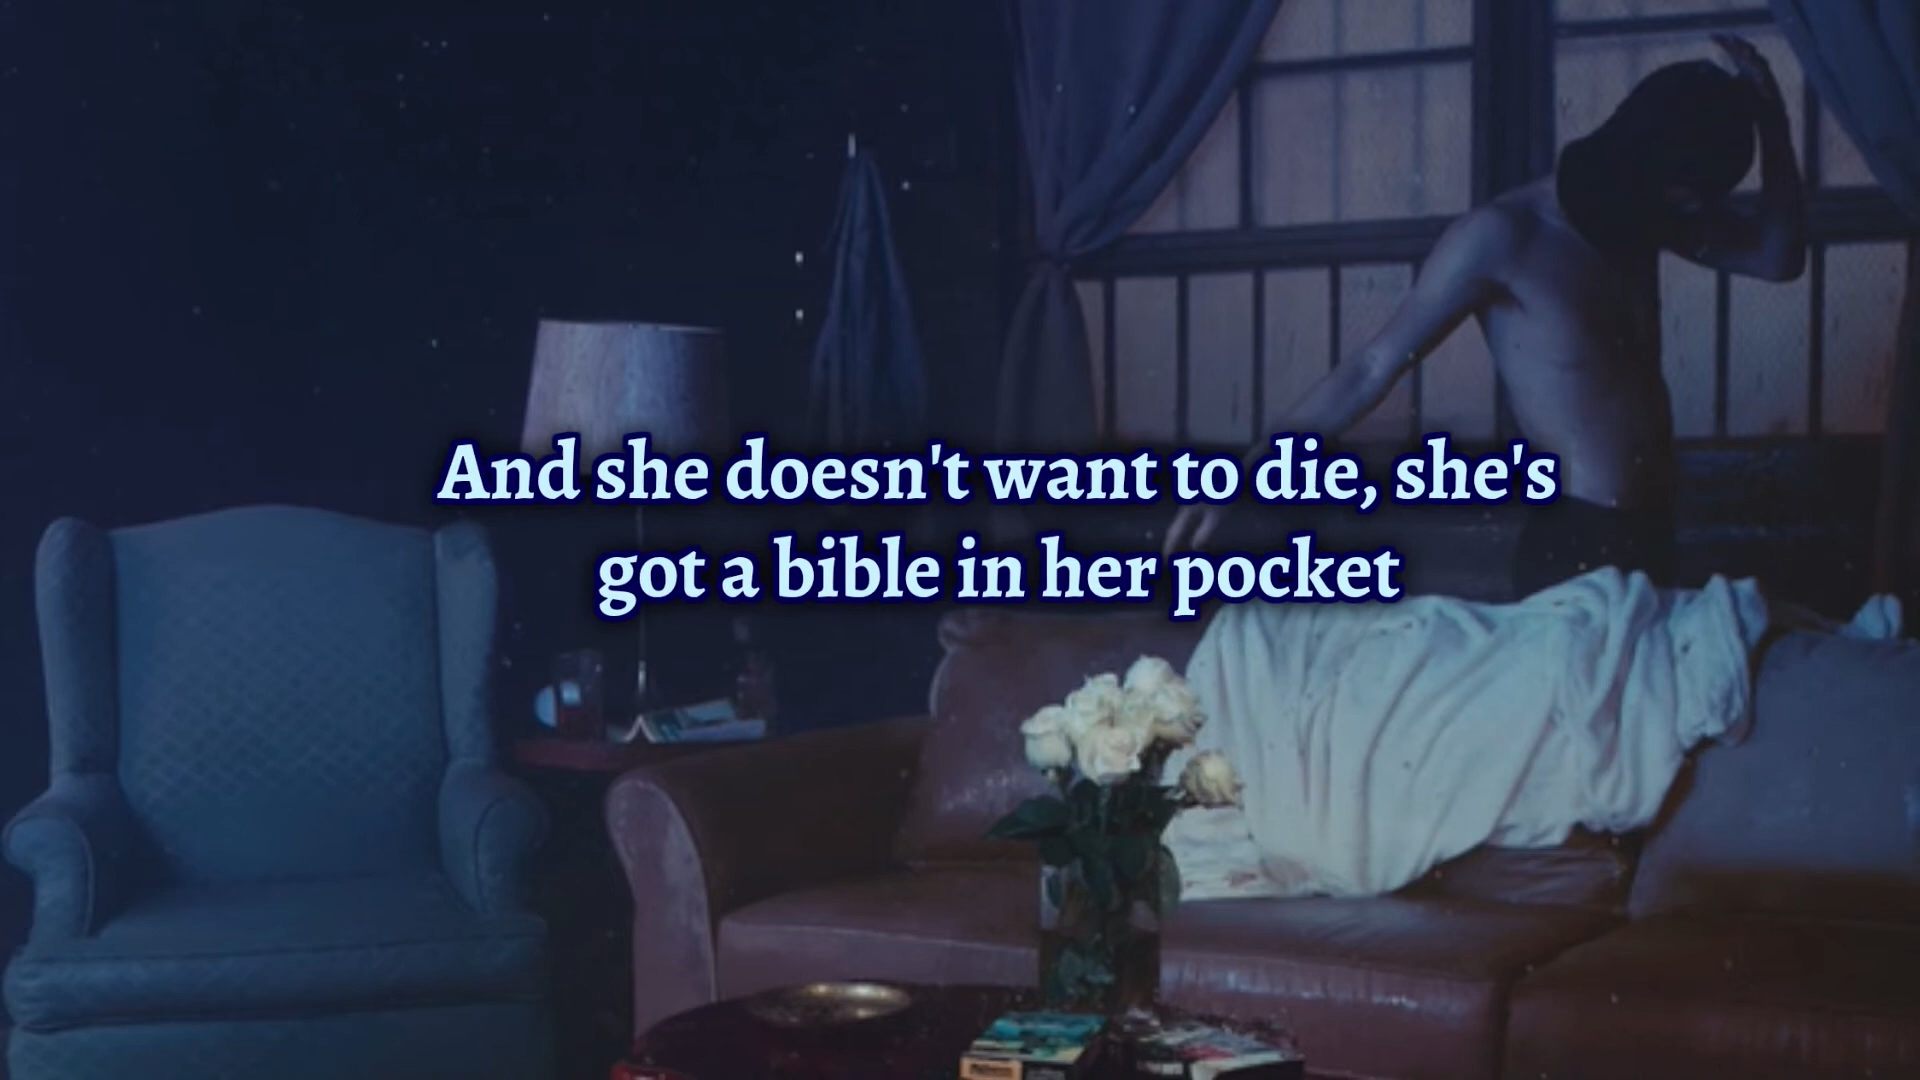 And she doesn't want to die, she's
got a bible in her pocket